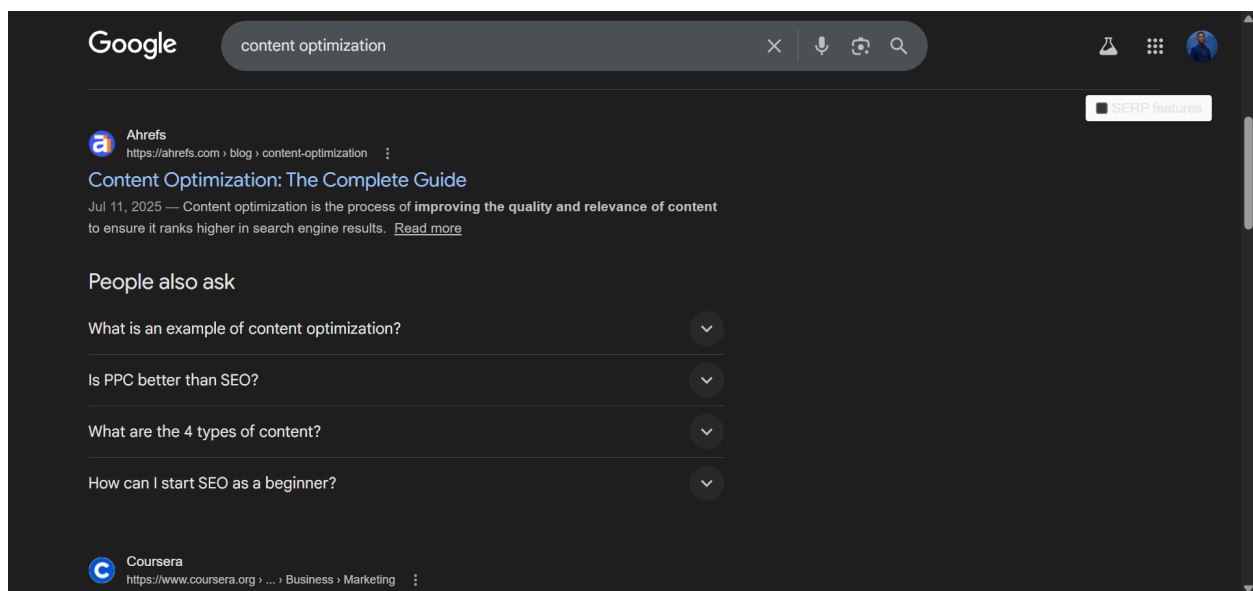 Google
content optimization
SERP features
Ahrefs
https://ahrefs.com › blog › content-optimization
Content Optimization: The Complete Guide
Jul 11, 2025 — Content optimization is the process of improving the quality and relevance of content
to ensure it ranks higher in search engine results. Read more
People also ask
What is an example of content optimization?
Is PPC better than SEO?
What are the 4 types of content?
How can I start SEO as a beginner?
Coursera
https://www.coursera.org › ... › Business › Marketing